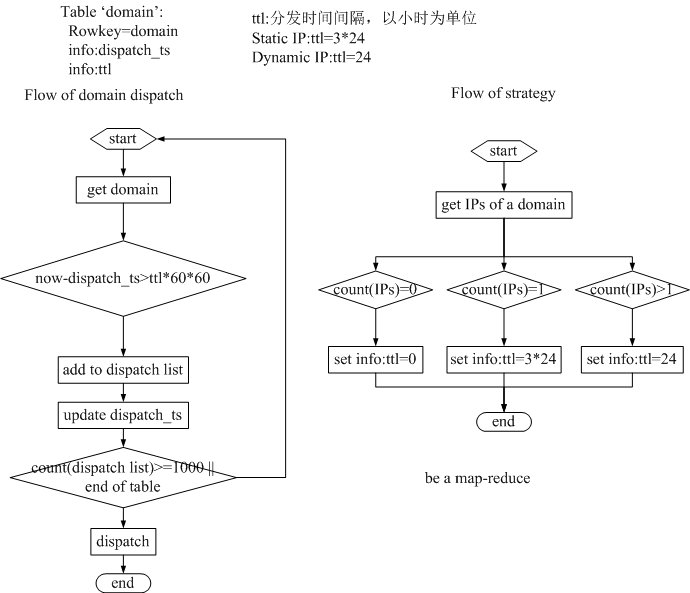 Table ‘domain’:
Rowkey=domain
info:dispatch_ts
info:ttl
ttl:分发时间间隔，以小时为单位
Static IP:ttl=3*24
Dynamic IP:ttl=24
Flow of domain dispatch
start
get domain
now-dispatch_ts>ttl*60*60
add to dispatch list
update dispatch_ts
count(dispatch list)>=1000 ||
end of table
dispatch
end
Flow of strategy
start
get IPs of a domain
count(IPs)=0
count(IPs)=1
count(IPs)>1
set info:ttl=0
set info:ttl=3*24
set info:ttl=24
end
be a map-reduce